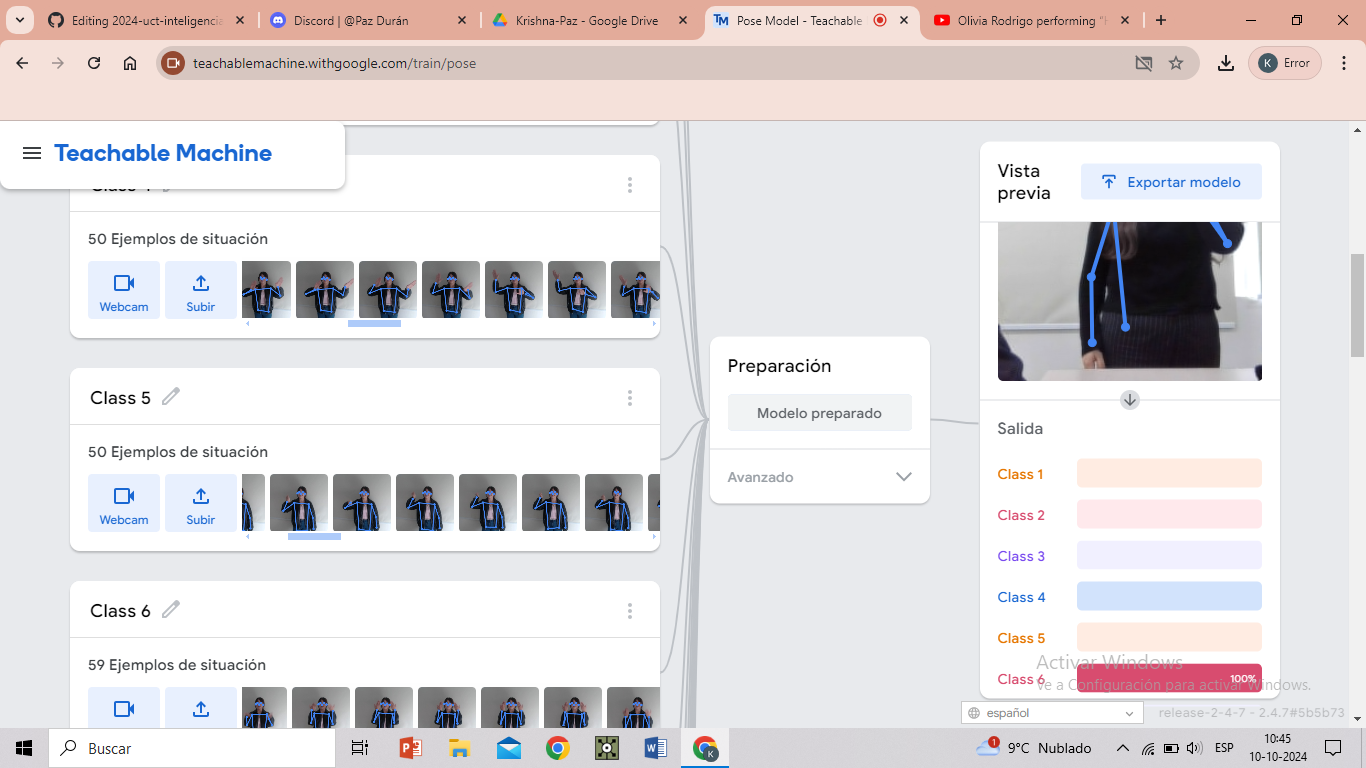 Editing 2024-uct-inteligencia
Discord | @Paz Durán
Krishna-Paz - Google Drive
Pose Model - Teachable
Olivia Rodrigo performing
teachablemachine.withgoogle.com/train/pose
K Error
Teachable Machine
50 Ejemplos de situación
Webcam
Subir
Class 5
50 Ejemplos de situación
Webcam
Subir
Class 6
59 Ejemplos de situación
Preparación
Modelo preparado
Avanzado
Vista previa
Exportar modelo
Salida
Class 1
Class 2
Class 3
Class 4
Class 5
Class 6 100%
Activar Windows
Ve a Configuración para activar Windows.
español
release-2-4-7 - 2.4.7#5b5b73
Buscar
1
9°C Nublado
ESP
10:45
10-10-2024